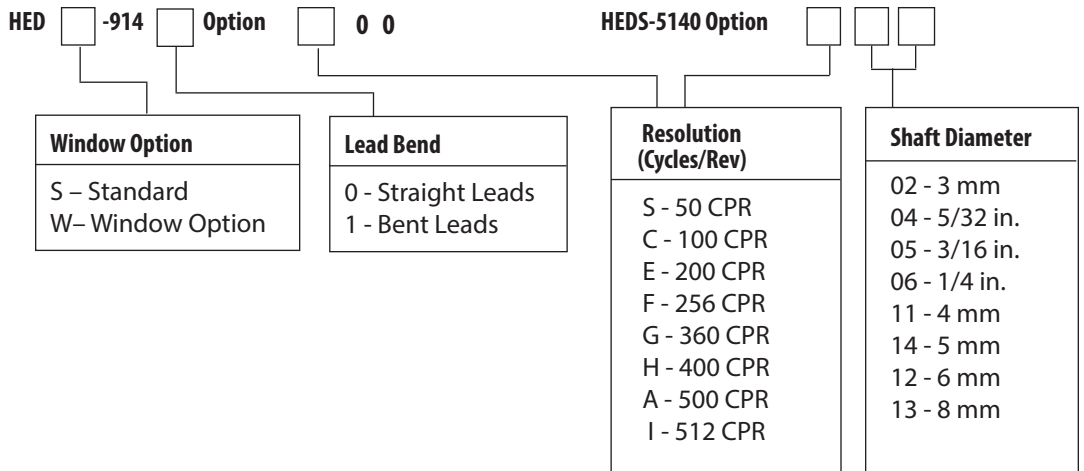 HED -914 Option 0 0 HEDS-5140 Option
Window Option
S – Standard
W– Window Option
Lead Bend
0 - Straight Leads
1 - Bent Leads
Resolution
(Cycles/Rev)
S - 50 CPR
C - 100 CPR
E - 200 CPR
F - 256 CPR
G - 360 CPR
H - 400 CPR
A - 500 CPR
I - 512 CPR
Shaft Diameter
02 - 3 mm
04 - 5/32 in.
05 - 3/16 in.
06 - 1/4 in.
11 - 4 mm
14 - 5 mm
12 - 6 mm
13 - 8 mm